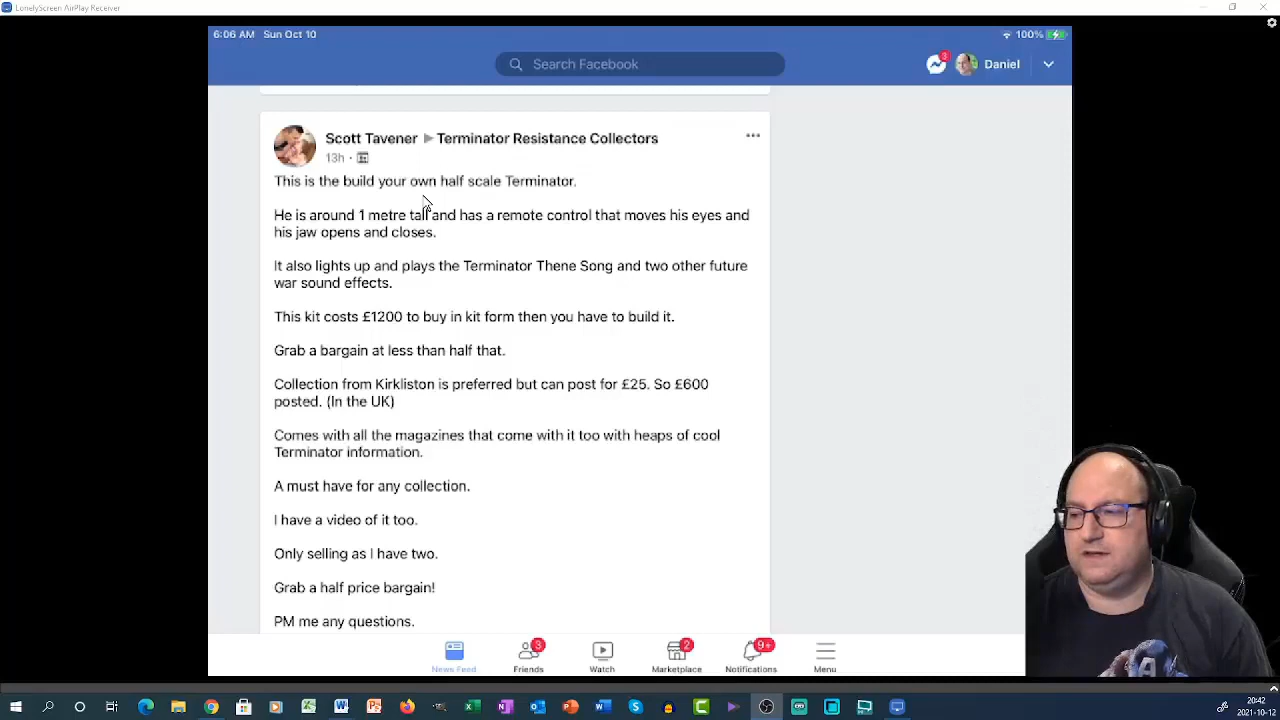 LonelyScreen AirPlay Receiver
6:06 AM Sun Oct 10
100%
Search Facebook
3
Daniel
Scott Tavener ▶ Terminator Resistance Collectors
13h
This is the build your own half scale Terminator.
He is around 1 metre tall and has a remote control that moves his eyes and
his jaw opens and closes.
It also lights up and plays the Terminator Thene Song and two other future
war sound effects.
This kit costs £1200 to buy in kit form then you have to build it.
Grab a bargain at less than half that.
Collection from Kirkliston is preferred but can post for £25. So £600
posted. (In the UK)
Comes with all the magazines that come with it too with heaps of cool
Terminator information.
A must have for any collection.
I have a video of it too.
Only selling as I have two.
Grab a half price bargain!
PM me any questions.
3
2
9+
News Feed
Friends
Watch
Marketplace
Notifications
Menu
20:42
2021-10-12